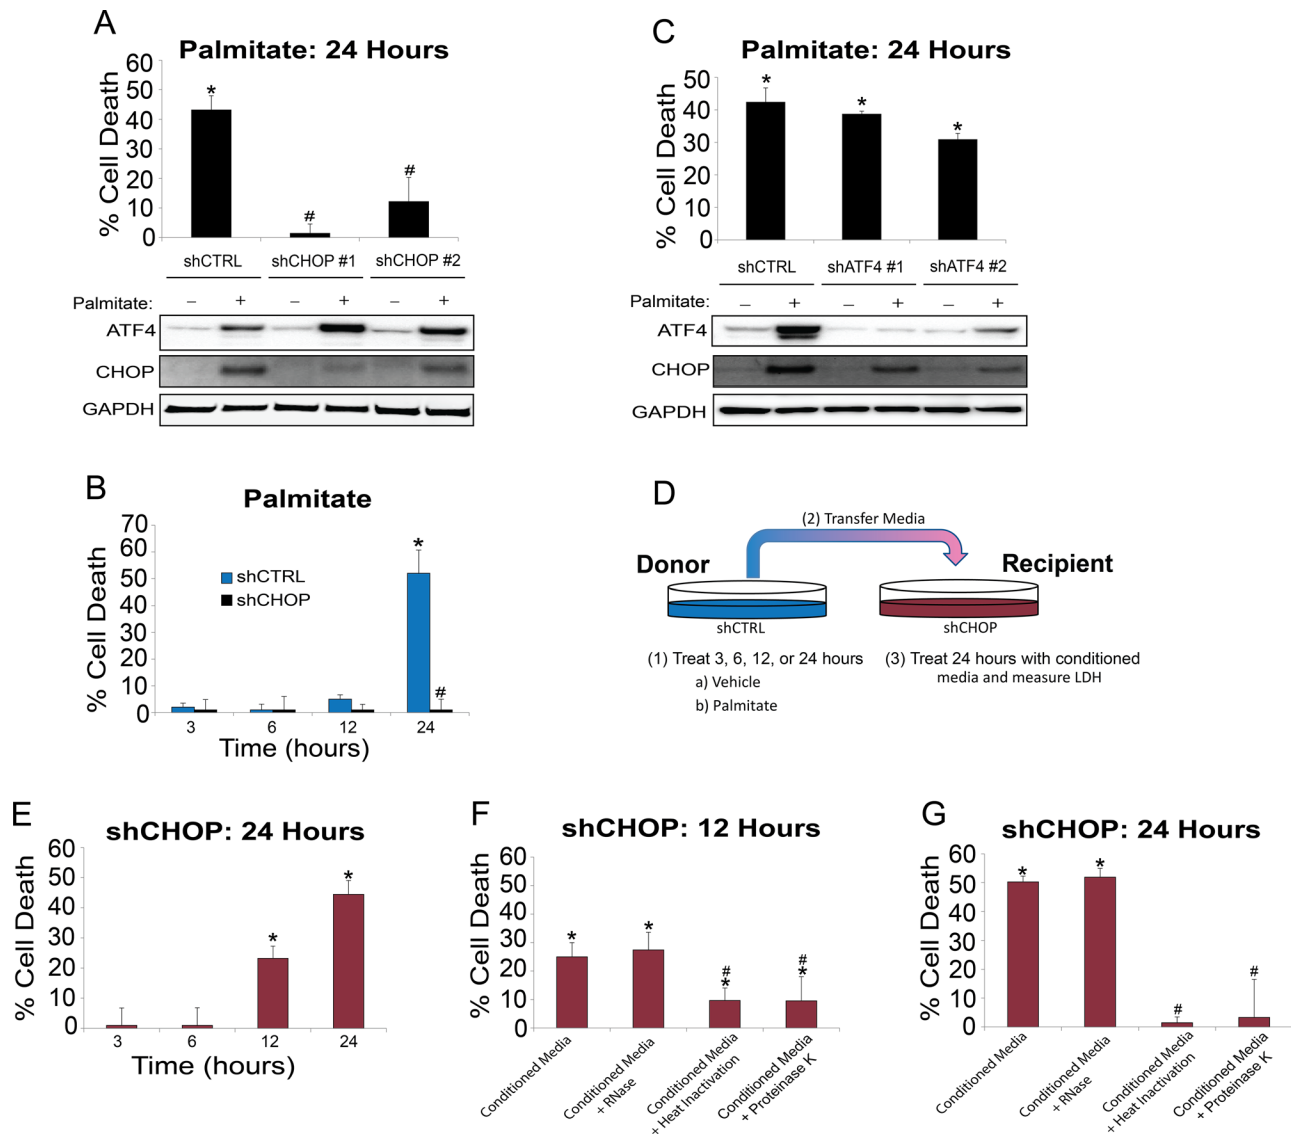 A
Palmitate: 24 Hours
% Cell Death
60
50
40
30
20
10
0
*
#
#
shCTRL
shCHOP #1
shCHOP #2
Palmitate:
– + – + – +
ATF4
CHOP
GAPDH
C
Palmitate: 24 Hours
% Cell Death
50
40
30
20
10
0
*
*
*
shCTRL
shATF4 #1
shATF4 #2
Palmitate:
– + – + – +
ATF4
CHOP
GAPDH
B
Palmitate
% Cell Death
70
60
50
40
30
20
10
0
shCTRL
shCHOP
*
#
3 6 12 24
Time (hours)
D
(2) Transfer Media
Donor
Recipient
shCTRL
shCHOP
(1) Treat 3, 6, 12, or 24 hours
a) Vehicle
b) Palmitate
(3) Treat 24 hours with conditioned
media and measure LDH
E
shCHOP: 24 Hours
% Cell Death
60
50
40
30
20
10
0
*
*
3 6 12 24
Time (hours)
F
shCHOP: 12 Hours
% Cell Death
60
50
40
30
20
10
0
*
*
#
*
#
*
Conditioned Media
Conditioned Media
+ RNase
Conditioned Media
+ Heat Inactivation
Conditioned Media
+ Proteinase K
G
shCHOP: 24 Hours
% Cell Death
60
50
40
30
20
10
0
*
*
#
#
Conditioned Media
Conditioned Media
+ RNase
Conditioned Media
+ Heat Inactivation
Conditioned Media
+ Proteinase K